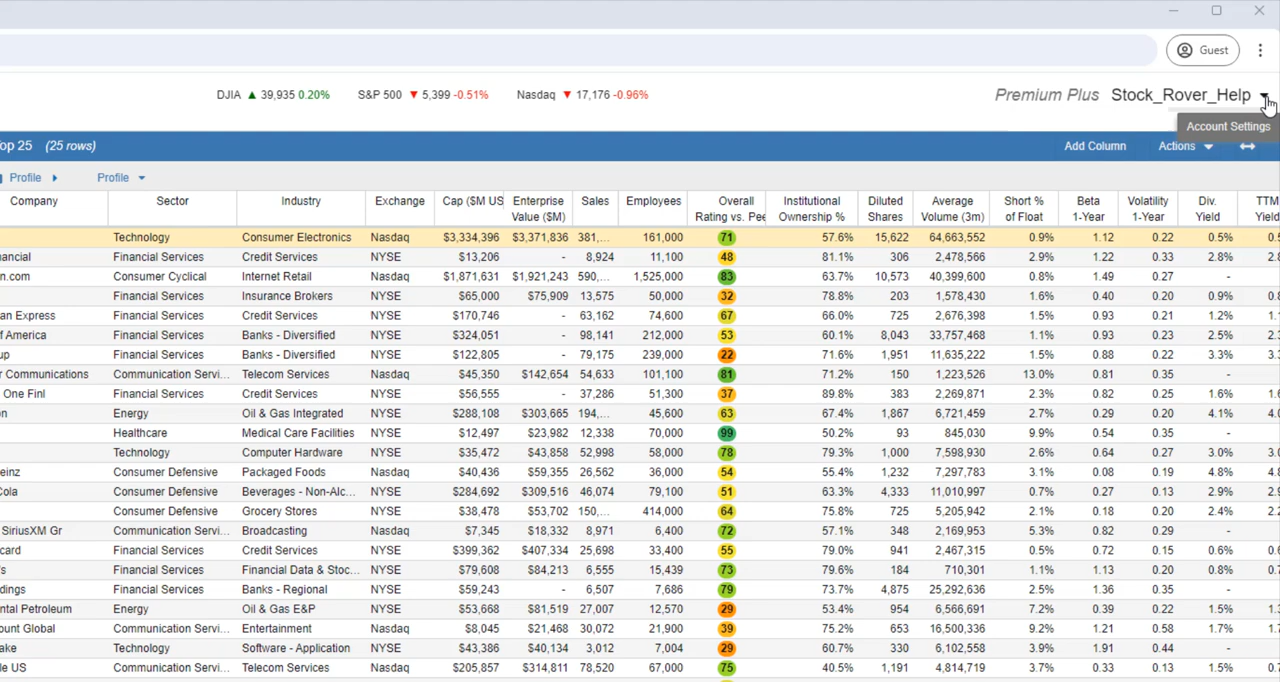 Guest
DJIA ▲ 39,935 0.20% S&P 500 ▼ 5,399 -0.51% Nasdaq ▼ 17,176 -0.96%
Premium Plus Stock_Rover_Help
Account Settings
op 25 (25 rows) Add Column Actions
Profile Profile
Company Sector Industry Exchange Cap ($M US Enterprise Value ($M) Sales Employees Overall Rating vs. Pee Institutional Ownership % Diluted Shares Average Volume (3m) Short % of Float Beta 1-Year Volatility 1-Year Div. Yield TTM
Technology Consumer Electronics Nasdaq $3,334,396 $3,371,836 381,... 161,000 71 57.6% 15,622 64,663,552 0.9% 1.12 0.22 0.5% 0.5
ancial Financial Services Credit Services NYSE $13,206 - 8,924 11,100 48 81.1% 306 2,478,566 2.9% 1.22 0.33 2.8% 2.8
n.com Consumer Cyclical Internet Retail Nasdaq $1,871,631 $1,921,243 590,... 1,525,000 83 63.7% 10,573 40,399,600 0.8% 1.49 0.27 -
Financial Services Insurance Brokers NYSE $65,000 $75,909 13,575 50,000 32 78.8% 203 1,578,430 1.6% 0.40 0.20 0.9% 0.8
an Express Financial Services Credit Services NYSE $170,746 - 63,162 74,600 67 66.0% 725 2,676,398 1.5% 0.93 0.21 1.2% 1.1
f America Financial Services Banks - Diversified NYSE $324,051 - 98,141 212,000 53 60.1% 8,043 33,757,468 1.1% 0.93 0.23 2.5% 2.3
up Financial Services Banks - Diversified NYSE $122,805 - 79,175 239,000 22 71.6% 1,951 11,635,222 1.5% 0.88 0.22 3.3% 3.3
r Communications Communication Servi... Telecom Services Nasdaq $45,350 $142,654 54,633 101,100 81 71.2% 150 1,223,526 13.0% 0.81 0.35 -
One Finl Financial Services Credit Services NYSE $56,555 - 37,286 51,300 37 89.8% 383 2,269,871 2.3% 0.82 0.25 1.6% 1.6
n Energy Oil & Gas Integrated NYSE $288,108 $303,665 194,... 45,600 63 67.4% 1,867 6,721,459 2.7% 0.29 0.20 4.1% 4.0
Healthcare Medical Care Facilities NYSE $12,497 $23,982 12,338 70,000 99 50.2% 93 845,030 9.9% 0.54 0.35 -
Technology Computer Hardware NYSE $35,472 $43,858 52,998 58,000 78 79.3% 1,000 7,598,930 2.6% 0.64 0.27 3.0% 3.0
einz Consumer Defensive Packaged Foods Nasdaq $40,436 $59,355 26,562 36,000 54 55.4% 1,232 7,297,783 3.1% 0.08 0.19 4.8% 4.8
Cola Consumer Defensive Beverages - Non-Alc... NYSE $284,692 $309,516 46,074 79,100 51 63.3% 4,333 11,010,997 0.7% 0.27 0.13 2.9% 2.9
Consumer Defensive Grocery Stores NYSE $38,478 $53,702 150,... 414,000 64 75.8% 725 5,205,942 2.1% 0.18 0.20 2.4% 2.2
SiriusXM Gr Communication Servi... Broadcasting Nasdaq $7,345 $18,332 8,971 6,400 72 57.1% 348 2,169,953 5.3% 0.82 0.29 -
card Financial Services Credit Services NYSE $399,362 $407,334 25,698 33,400 55 79.0% 941 2,467,315 0.5% 0.72 0.15 0.6% 0.6
's Financial Services Financial Data & Stoc... NYSE $79,608 $84,213 6,555 15,439 73 79.6% 184 710,301 1.1% 1.13 0.20 0.8% 0.7
dings Financial Services Banks - Regional NYSE $59,243 - 6,507 7,686 79 73.7% 4,875 25,292,636 2.5% 1.36 0.35 -
ntal Petroleum Energy Oil & Gas E&P NYSE $53,668 $81,519 27,007 12,570 29 53.4% 954 6,566,691 7.2% 0.39 0.22 1.5% 1.3
ount Global Communication Servi... Entertainment Nasdaq $8,045 $21,468 30,072 21,900 39 75.2% 653 16,500,336 9.2% 1.21 0.58 1.7% 1.7
ake Technology Software - Application NYSE $43,386 $40,134 3,012 7,004 29 60.7% 330 6,102,558 3.9% 1.91 0.44 -
le US Communication Servi... Telecom Services Nasdaq $205,857 $314,811 78,520 67,000 75 40.5% 1,191 4,814,719 3.7% 0.33 0.13 1.5%